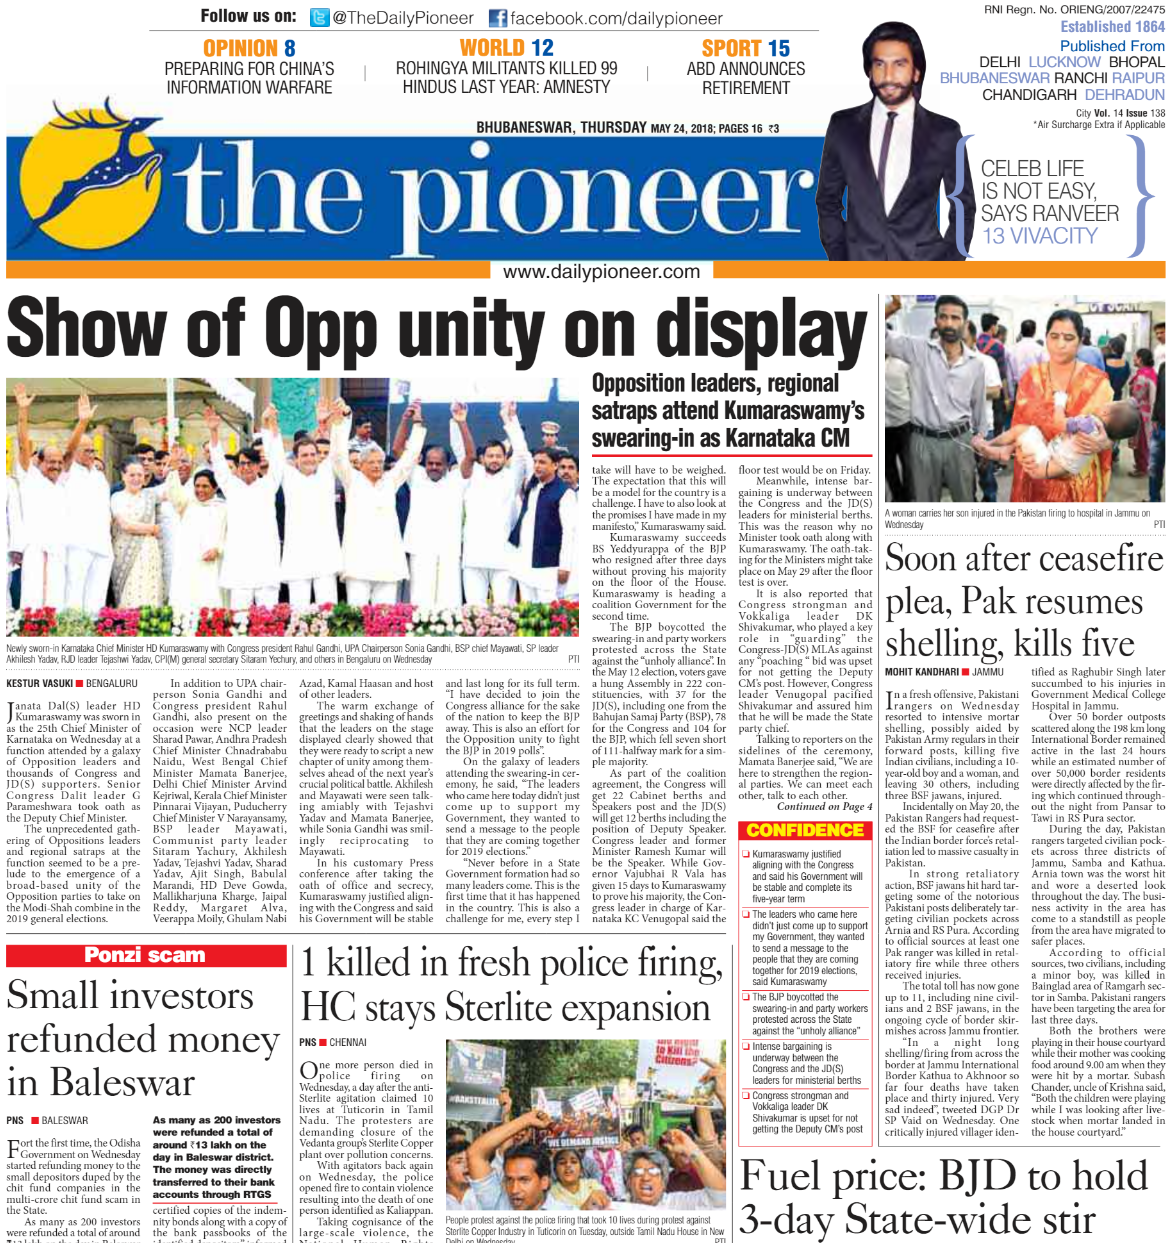 Follow us on: @TheDailyPioneer facebook.com/dailypioneer
RNI Regn. No. ORIENG/2007/22475
Established 1864
Published From
DELHI LUCKNOW BHOPAL
BHUBANESWAR RANCHI RAIPUR
CHANDIGARH DEHRADUN
City Vol. 14 Issue 138
*Air Surcharge Extra if Applicable
OPINION 8
PREPARING FOR CHINA'S
INFORMATION WARFARE
WORLD 12
ROHINGYA MILITANTS KILLED 99
HINDUS LAST YEAR: AMNESTY
SPORT 15
ABD ANNOUNCES
RETIREMENT
BHUBANESWAR, THURSDAY MAY 24, 2018; PAGES 16 ₹3
the pioneer
CELEB LIFE
IS NOT EASY,
SAYS RANVEER
13 VIVACITY
www.dailypioneer.com
Show of Opp unity on display
Newly sworn-in Karnataka Chief Minister HD Kumaraswamy with Congress president Rahul Gandhi, UPA Chairperson Sonia Gandhi, BSP chief Mayawati, SP leader
Akhilesh Yadav, RJD leader Tejashwi Yadav, CPI(M) general secretary Sitaram Yechury, and others in Bengaluru on Wednesday PTI
Opposition leaders, regional
satraps attend Kumaraswamy's
swearing-in as Karnataka CM
KESTUR VASUKI ■ BENGALURU
Janata Dal(S) leader HD
Kumaraswamy was sworn in
as the 25th Chief Minister of
Karnataka on Wednesday at a
function attended by a galaxy
of Opposition leaders and
thousands of Congress and
JD(S) supporters. Senior
Congress Dalit leader G
Parameshwara took oath as
the Deputy Chief Minister.
The unprecedented gath-
ering of Oppositions leaders
and regional satraps at the
function seemed to be a pre-
lude to the emergence of a
broad-based unity of the
Opposition parties to take on
the Modi-Shah combine in the
2019 general elections.
In addition to UPA chair-
person Sonia Gandhi and
Congress president Rahul
Gandhi, also present on the
occasion were NCP leader
Sharad Pawar, Andhra Pradesh
Chief Minister Chnadrababu
Naidu, West Bengal Chief
Minister Mamata Banerjee,
Delhi Chief Minister Arvind
Kejriwal, Kerala Chief Minister
Pinnarai Vijayan, Puducherry
Chief Minister V Narayansamy,
BSP leader Mayawati,
Communist party leader
Sitaram Yachury, Akhilesh
Yadav, Tejashvi Yadav, Sharad
Yadav, Ajit Singh, Babulal
Marandi, HD Deve Gowda,
Mallikharjuna Kharge, Jaipal
Reddy, Margaret Alva,
Veerappa Moily, Ghulam Nabi
Azad, Kamal Haasan and host
of other leaders.
The warm exchange of
greetings and shaking of hands
that the leaders on the stage
displayed clearly showed that
they were ready to script a new
chapter of unity among them-
selves ahead of the next year's
crucial political battle. Akhilesh
and Mayawati were seen talk-
ing amiably with Tejashvi
Yadav and Mamata Banerjee,
while Sonia Gandhi was smil-
ingly reciprocating to
Mayawati.
In his customary Press
conference after taking the
oath of office and secrecy,
Kumaraswamy justified align-
ing with the Congress and said
his Government will be stable
and last long for its full term.
"I have decided to join the
Congress alliance for the sake
of the nation to keep the BJP
away. This is also an effort for
the Opposition unity to fight
the BJP in 2019 polls".
On the galaxy of leaders
attending the swearing-in cer-
emony, he said, "The leaders
who came here today didn't just
come up to support my
Government, they wanted to
send a message to the people
that they are coming together
for 2019 elections."
"Never before in a State
Government formation had so
many leaders come. This is the
first time that it has happened
in the country. This is also a
challenge for me, every step I
take will have to be weighed.
The expectation that this will
be a model for the country is a
challenge. I have to also look at
the promises I have made in my
manifesto," Kumaraswamy said.
Kumaraswamy succeeds
BS Yeddyurappa of the BJP
who resigned after three days
without proving his majority
on the floor of the House.
Kumaraswamy is heading a
coalition Government for the
second time.
The BJP boycotted the
swearing-in and party workers
protested across the State
against the "unholy alliance". In
the May 12 election, voters gave
a hung Assembly in 222 con-
stituencies, with 37 for the
JD(S), including one from the
Bahujan Samaj Party (BSP), 78
for the Congress and 104 for
the BJP, which fell seven short
of 111-halfway mark for a sim-
ple majority.
As part of the coalition
agreement, the Congress will
get 22 Cabinet berths and
Speakers post and the JD(S)
will get 12 berths including the
position of Deputy Speaker.
Congress leader and former
Minister Ramesh Kumar will
be the Speaker. While Gov-
ernor Vajubhai R Vala has
given 15 days to Kumaraswamy
to prove his majority, the Con-
gress leader in charge of Kar-
nataka KC Venugopal said the
floor test would be on Friday.
Meanwhile, intense bar-
gaining is underway between
the Congress and the JD(S)
leaders for ministerial berths.
This was the reason why no
Minister took oath along with
Kumaraswamy. The oath-tak-
ing for the Ministers might take
place on May 29 after the floor
test is over.
It is also reported that
Congress strongman and
Vokkaliga leader DK
Shivakumar, who played a key
role in "guarding" the
Congress-JD(S) MLAs against
any "poaching " bid was upset
for not getting the Deputy
CM's post. However, Congress
leader Venugopal pacified
Shivakumar and assured him
that he will be made the State
party chief.
Talking to reporters on the
sidelines of the ceremony,
Mamata Banerjee said, "We are
here to strengthen the region-
al parties. We can meet each
other, talk to each other.
Continued on Page 4
CONFIDENCE
❑ Kumaraswamy justified
aligning with the Congress
and said his Government will
be stable and complete its
five-year term
❑ The leaders who came here
didn't just come up to support
my Government, they wanted
to send a message to the
people that they are coming
together for 2019 elections,
said Kumaraswamy
❑ The BJP boycotted the
swearing-in and party workers
protested across the State
against the "unholy alliance"
❑ Intense bargaining is
underway between the
Congress and the JD(S)
leaders for ministerial berths
❑ Congress strongman and
Vokkaliga leader DK
Shivakumar is upset for not
getting the Deputy CM's post
A woman carries her son injured in the Pakistan firing to hospital in Jammu on
Wednesday PTI
Soon after ceasefire
plea, Pak resumes
shelling, kills five
MOHIT KANDHARI ■ JAMMU
In a fresh offensive, Pakistani
rangers on Wednesday
resorted to intensive mortar
shelling, possibly aided by
Pakistan Army regulars in their
forward posts, killing five
Indian civilians, including a 10-
year-old boy and a woman, and
leaving 30 others, including
three BSF jawans, injured.
Incidentally on May 20, the
Pakistan Rangers had request-
ed the BSF for ceasefire after
the Indian border force's retal-
iation led to massive casualty in
Pakistan.
In strong retaliatory
action, BSF jawans hit hard tar-
geting some of the notorious
Pakistani posts deliberately tar-
geting civilian pockets across
Arnia and RS Pura. According
to official sources at least one
Pak ranger was killed in retal-
iatory fire while three others
received injuries.
The total toll has now gone
up to 11, including nine civil-
ians and 2 BSF jawans, in the
ongoing cycle of border skir-
mishes across Jammu frontier.
"In a night long
shelling/firing from across the
border at Jammu International
Border Kathua to Akhnoor so
far four deaths have taken
place and thirty injured. Very
sad indeed", tweeted DGP Dr
SP Vaid on Wednesday. One
critically injured villager iden-
tified as Raghubir Singh later
succumbed to his injuries in
Government Medical College
Hospital in Jammu.
Over 50 border outposts
scattered along the 198 km long
International Border remained
active in the last 24 hours
while an estimated number of
over 50,000 border residents
were directly affected by the fir-
ing which continued through-
out the night from Pansar to
Tawi in RS Pura sector.
During the day, Pakistan
rangers targeted civilian pock-
ets across three districts of
Jammu, Samba and Kathua.
Arnia town was the worst hit
and wore a deserted look
throughout the day. The busi-
ness activity in the area has
come to a standstill as people
from the area have migrated to
safer places.
According to official
sources, two civilians, including
a minor boy, was killed in
Bainglad area of Ramgarh sec-
tor in Samba. Pakistani rangers
have been targeting the area for
last three days.
Both the brothers were
playing in their house courtyard
while their mother was cooking
food around 9.00 am when they
were hit by a mortar. Subash
Chander, uncle of Krishna said,
"Both the children were playing
while I was looking after live-
stock when mortar landed in
the house courtyard."
Ponzi scam
Small investors
refunded money
in Baleswar
PNS ■ BALESWAR
Fort the first time, the Odisha
Government on Wednesday
started refunding money to the
small depositors duped by the
chit fund companies in the
multi-crore chit fund scam in
the State.
As many as 200 investors
were refunded a total of around
As many as 200 investors
were refunded a total of
around ₹13 lakh on the
day in Baleswar district.
The money was directly
transferred to their bank
accounts through RTGS
certified copies of the indem-
nity bonds along with a copy of
the bank passbooks of the
1 killed in fresh police firing,
HC stays Sterlite expansion
PNS ■ CHENNAI
One more person died in
police firing on
Wednesday, a day after the anti-
Sterlite agitation claimed 10
lives at Tuticorin in Tamil
Nadu. The protesters are
demanding closure of the
Vedanta group's Sterlite Copper
plant over pollution concerns.
With agitators back again
on Wednesday, the police
opened fire to contain violence
resulting into the death of one
person identified as Kaliappan.
Taking cognisance of the
large-scale violence, the
National Human Rights
WE DEMAND JUSTICE
People protest against the police firing that took 10 lives during protest against
Sterlite Copper Industry in Tuticorin on Tuesday, outside Tamil Nadu House in New
Delhi on Wednesday PTI
Fuel price: BJD to hold
3-day State-wide stir